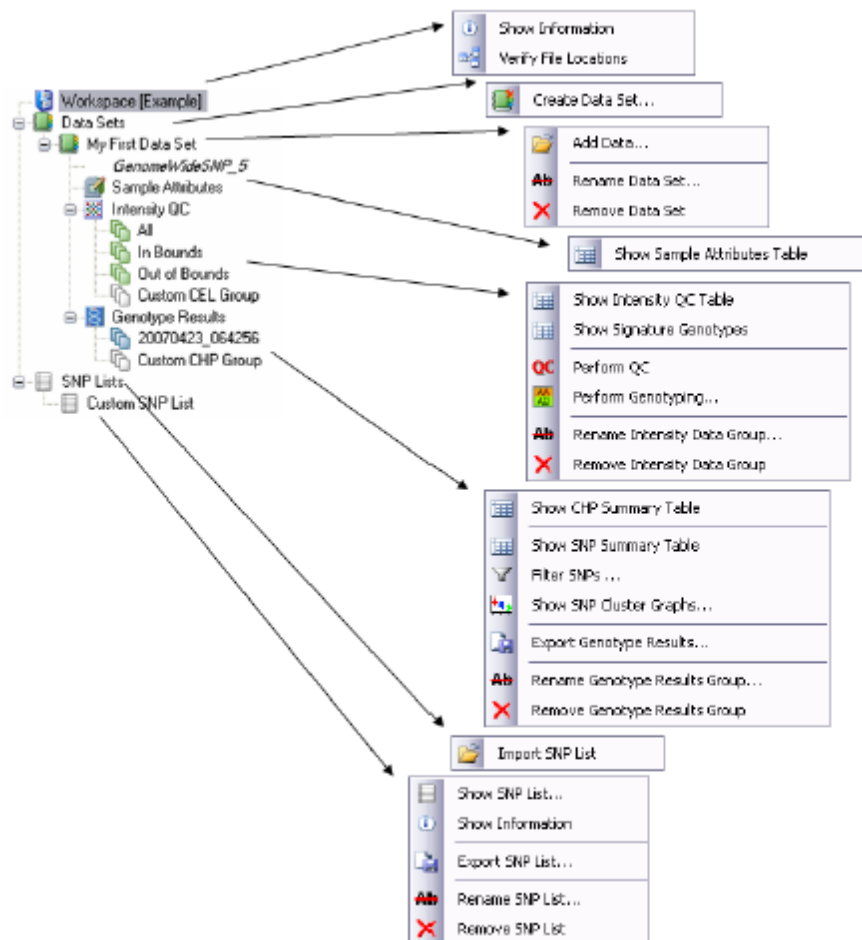 Workspace [Example]
Data Sets
My First Data Set
GenomeWideSNP_5
Sample Attributes
Intensity QC
All
In Bounds
Out of Bounds
Custom CEL Group
Genotype Results
20070423_064256
Custom CHP Group
SNP Lists
Custom SNP List
Show Information
Verify File Locations
Create Data Set...
Add Data...
Ab Rename Data Set...
Remove Data Set
Show Sample Attributes Table
Show Intensity QC Table
Show Signature Genotypes
QC Perform QC
Perform Genotyping...
Ab Rename Intensity Data Group...
Remove Intensity Data Group
Show CHP Summary Table
Show SNP Summary Table
Filter SNPs ...
Show SNP Cluster Graphs...
Export Genotype Results...
Ab Rename Genotype Results Group...
Remove Genotype Results Group
Import SNP List
Show SNP List...
Show Information
Export SNP List...
Ab Rename SNP List...
Remove SNP List